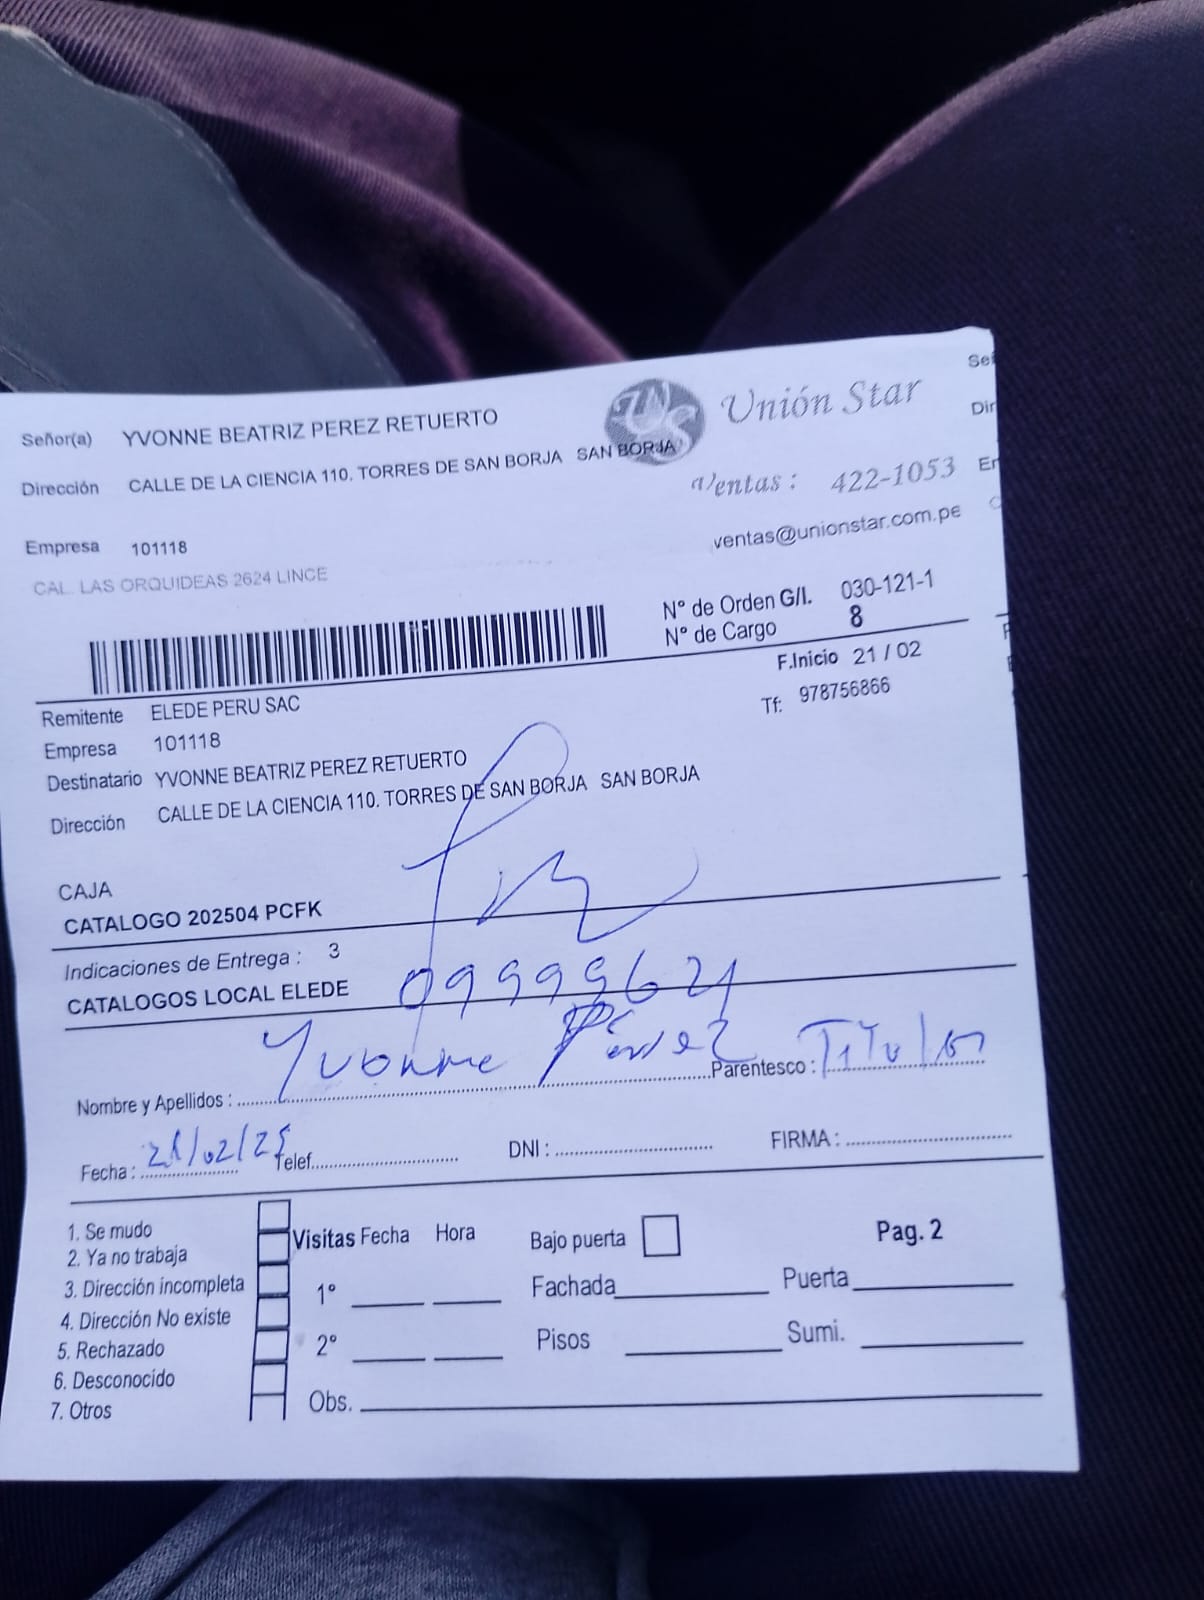 Señor(a) YVONNE BEATRIZ PEREZ RETUERTO
Unión Star
Dirección CALLE DE LA CIENCIA 110. TORRES DE SAN BORJA SAN BORJA
Ventas : 422-1053
Empresa 101118
ventas@unionstar.com.pe
CAL. LAS ORQUIDEAS 2624 LINCE
N° de Orden G/I. 030-121-1
N° de Cargo 8
F.Inicio 21 / 02
Tf: 978756866
Remitente ELEDE PERU SAC
Empresa 101118
Destinatario YVONNE BEATRIZ PEREZ RETUERTO
Dirección CALLE DE LA CIENCIA 110. TORRES DE SAN BORJA SAN BORJA
CAJA
CATALOGO 202504 PCFK
Indicaciones de Entrega : 3
CATALOGOS LOCAL ELEDE
09999621
Yvonne Pérez
Nombre y Apellidos : Parentesco : Titular
Fecha : 21/02/25 Telef. DNI : FIRMA :
1. Se mudo
2. Ya no trabaja
3. Dirección incompleta
4. Dirección No existe
5. Rechazado
6. Desconocido
7. Otros
Visitas Fecha Hora
1°
2°
Obs.
Bajo puerta
Pag. 2
Fachada Puerta
Pisos Sumi.
Señ
Dir